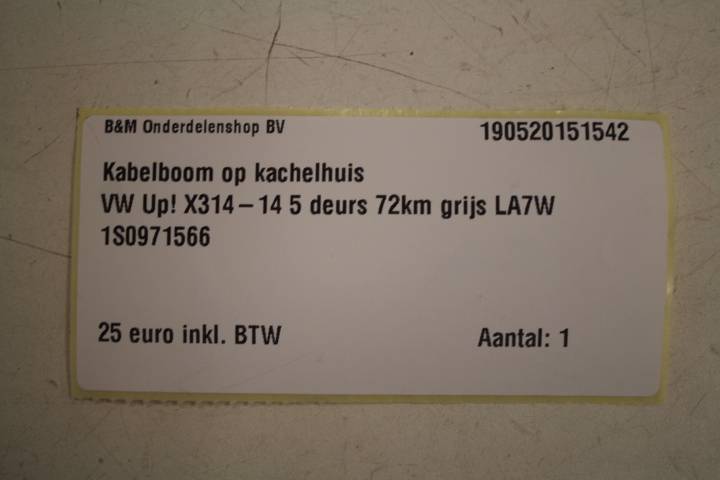 B&M Onderdelenshop BV 190520151542
Kabelboom op kachelhuis
VW Up! X314 – 14 5 deurs 72km grijs LA7W
1S0971566
25 euro inkl. BTW Aantal: 1